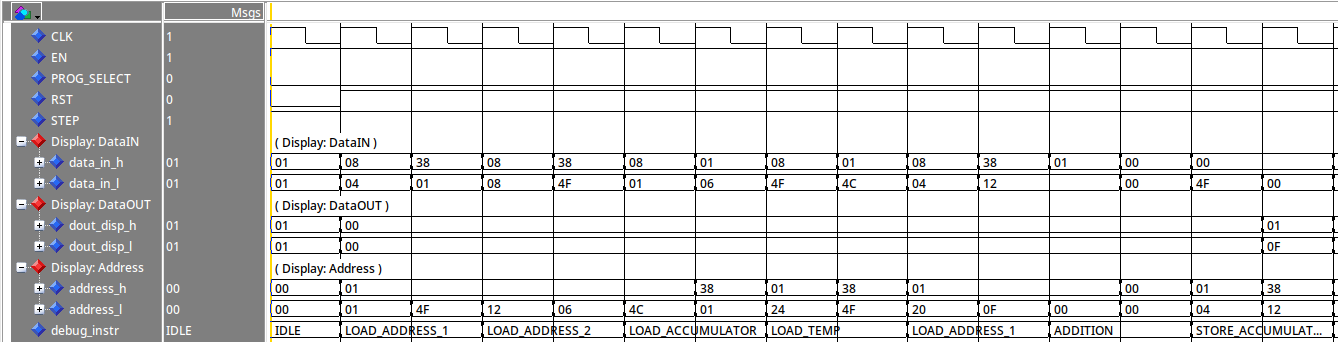 Msgs
CLK 1
EN 1
PROG_SELECT 0
RST 0
STEP 1
Display: DataIN ( Display: DataIN )
data_in_h 01 01 08 38 08 38 08 01 08 01 08 38 01 00 00
data_in_l 01 01 04 01 08 4F 01 06 4F 4C 04 12 00 4F 00
Display: DataOUT ( Display: DataOUT )
dout_disp_h 01 01 00 01
dout_disp_l 01 01 00 0F
Display: Address ( Display: Address )
address_h 00 00 01 38 01 38 01 00 01 38
address_l 00 00 01 4F 12 06 4C 01 24 4F 20 0F 00 00 04 12
debug_instr IDLE IDLE LOAD_ADDRESS_1 LOAD_ADDRESS_2 LOAD_ACCUMULATOR LOAD_TEMP LOAD_ADDRESS_1 ADDITION STORE_ACCUMULAT...